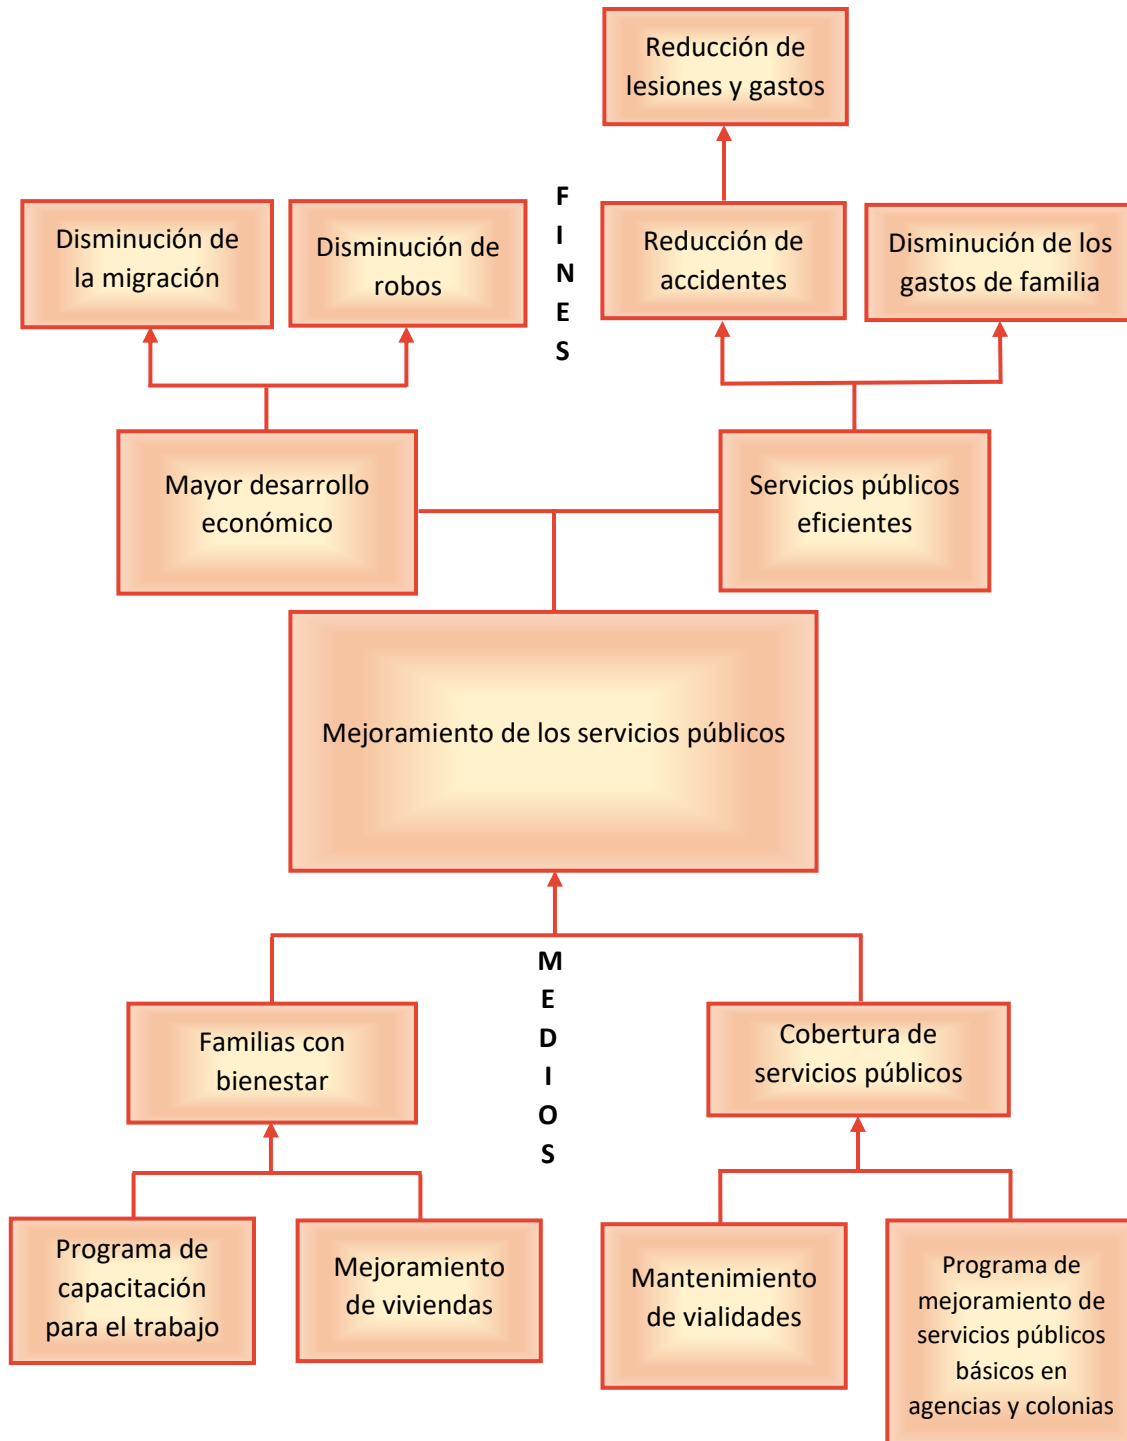 Reducción de
lesiones y gastos
F
I
N
E
S
Disminución de
la migración
Disminución de
robos
Reducción de
accidentes
Disminución de los
gastos de familia
Mayor desarrollo
económico
Servicios públicos
eficientes
Mejoramiento de los servicios públicos
M
E
D
I
O
S
Familias con
bienestar
Cobertura de
servicios públicos
Programa de
capacitación
para el trabajo
Mejoramiento
de viviendas
Mantenimiento
de vialidades
Programa de
mejoramiento de
servicios públicos
básicos en
agencias y colonias